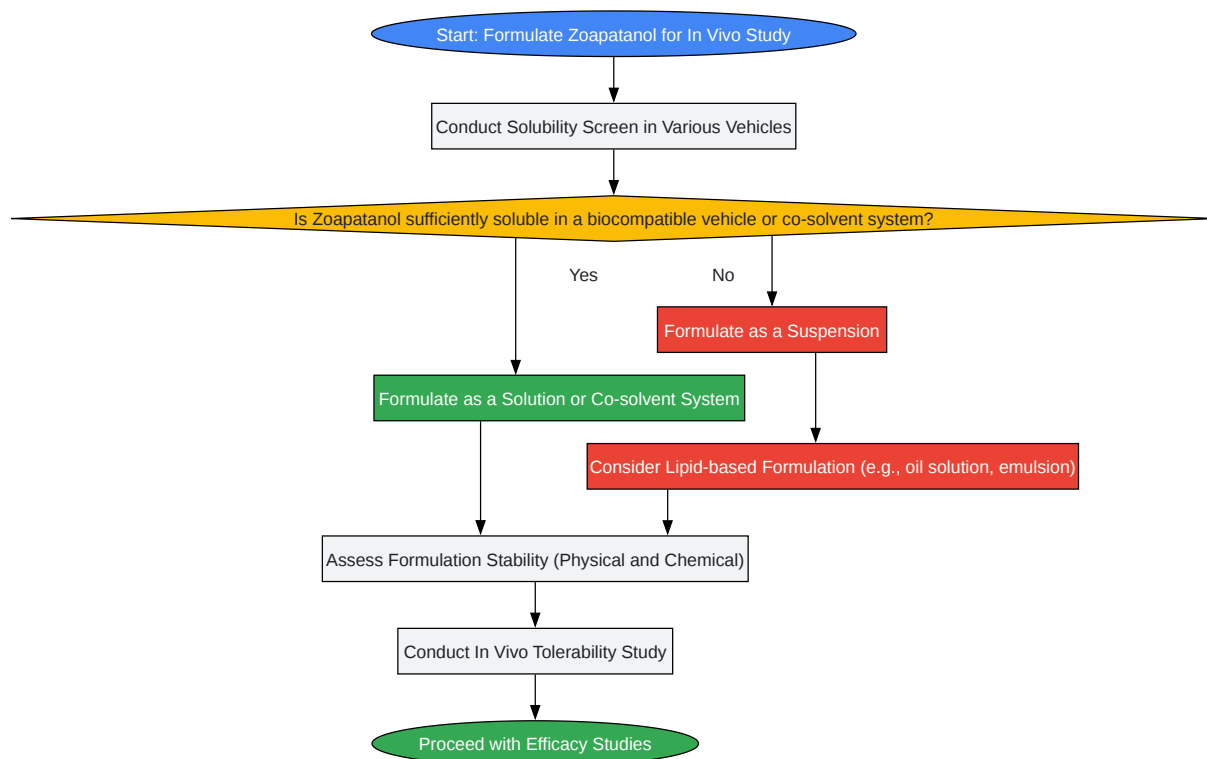 Start: Formulate Zoapatanol for In Vivo Study
Conduct Solubility Screen in Various Vehicles
Is Zoapatanol sufficiently soluble in a biocompatible vehicle or co-solvent system?
Yes
No
Formulate as a Suspension
Formulate as a Solution or Co-solvent System
Consider Lipid-based Formulation (e.g., oil solution, emulsion)
Assess Formulation Stability (Physical and Chemical)
Conduct In Vivo Tolerability Study
Proceed with Efficacy Studies